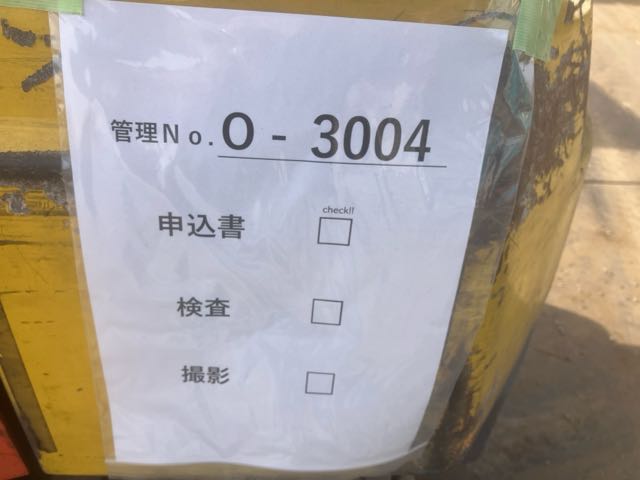 管理No.O-3004
check!!
申込書 □
検査 □
撮影 □